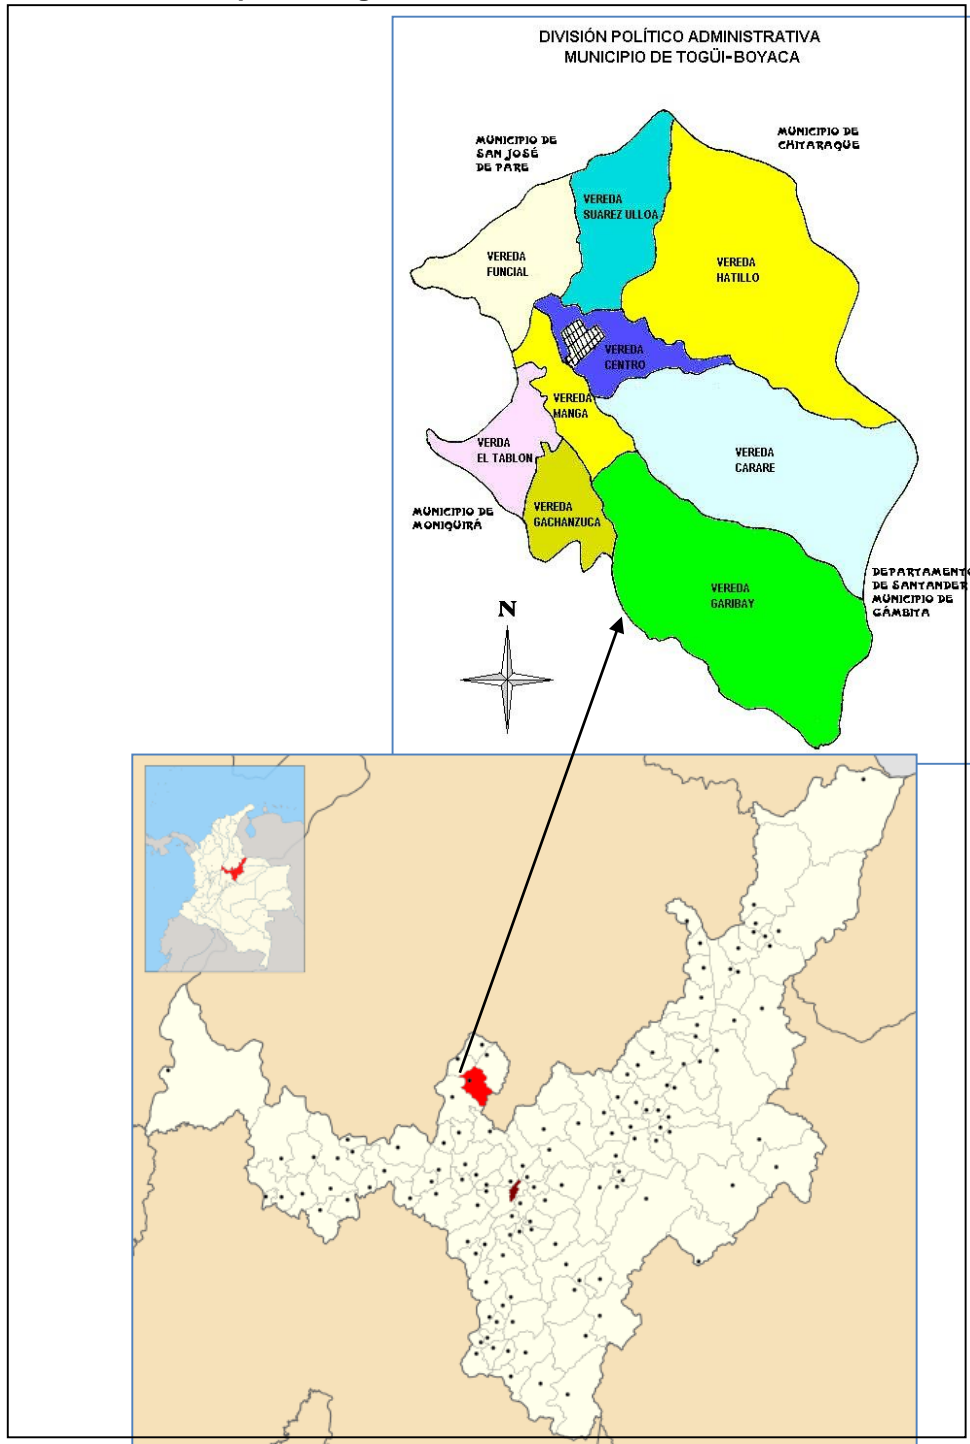 DIVISIÓN POLÍTICO ADMINISTRATIVA
MUNICIPIO DE TOGÜI-BOYACA
MUNICIPIO DE
SAN JOSÉ
DE PARE
MUNICIPIO DE
CHITARAQUE
VEREDA
SUAREZ ULLOA
VEREDA
FUNCIAL
VEREDA
HATILLO
VEREDA
CENTRO
VEREDA
MANGA
VERDA
EL TABLON
VEREDA
CARARE
MUNICIPIO DE
MONIQUIRÁ
VEREDA
GACHANZUCA
DEPARTAMENTO
DE SANTANDER
MUNICIPIO DE
GÁMBITA
VEREDA
GARIBAY
N